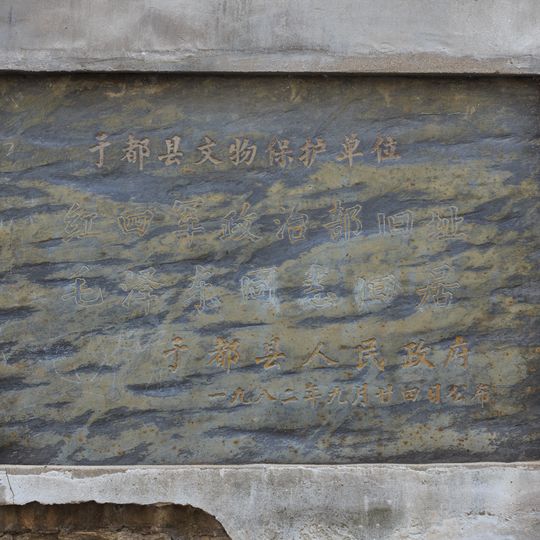 于都县文物保护单位
红四军政治部旧址
毛泽东同志旧居
于都县人民政府
一九八二年九月廿四日公布